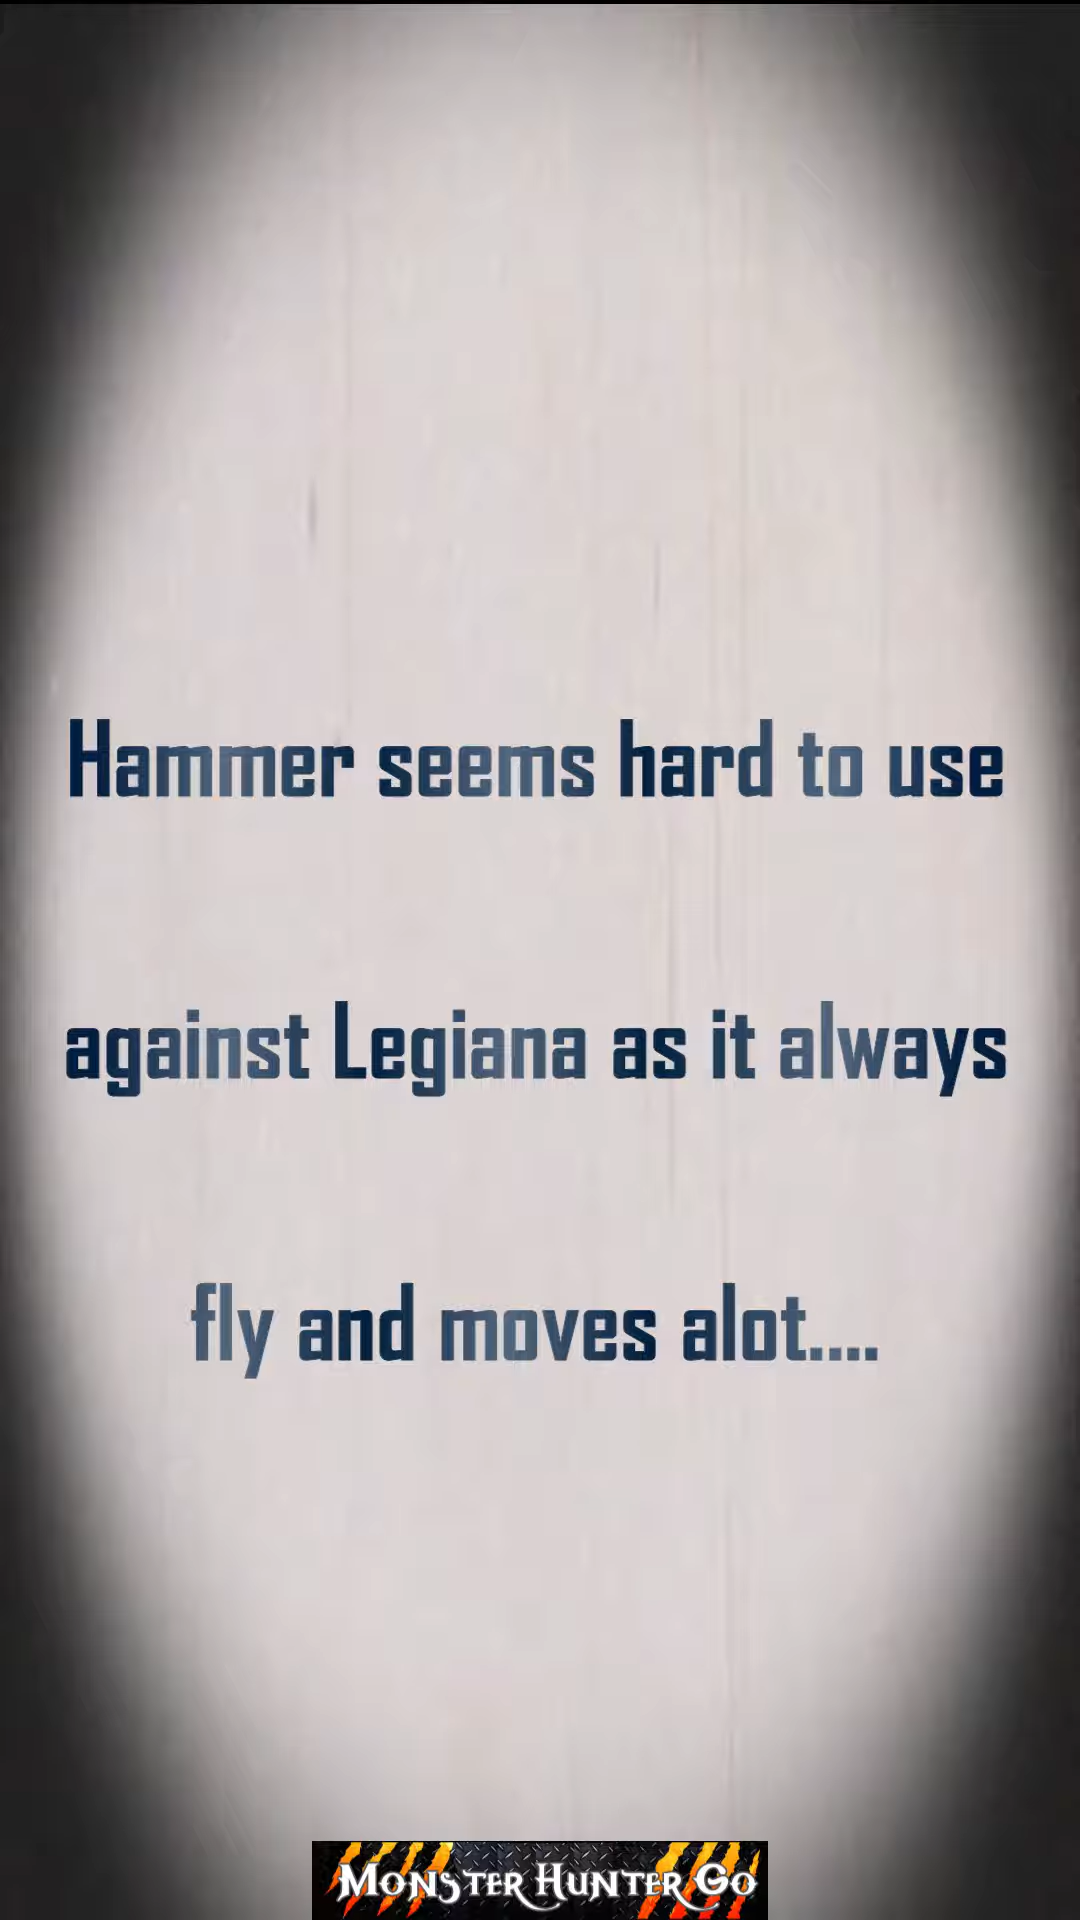 Hammer seems hard to use
against Legiana as it always
fly and moves alot....
Monster Hunter Go